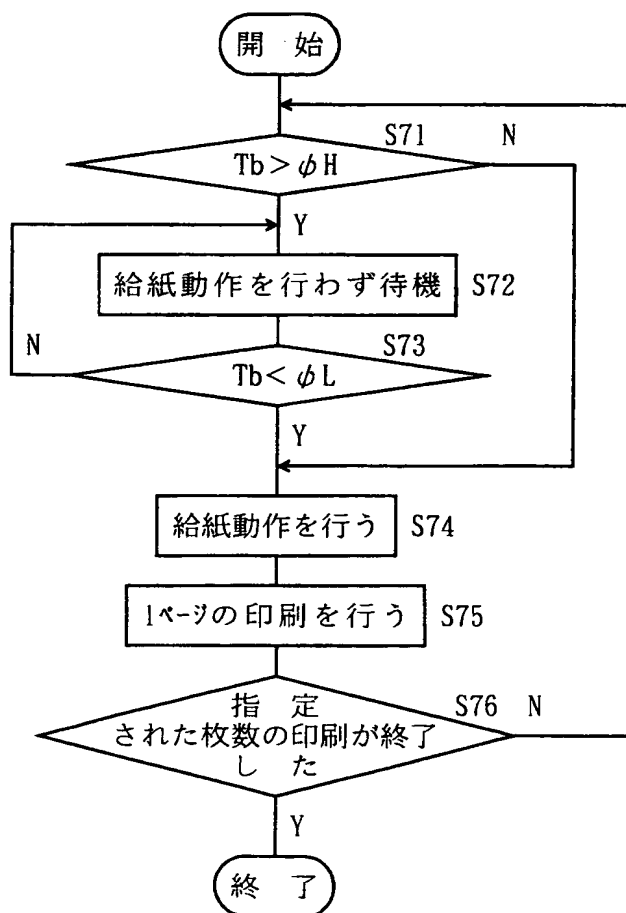 開 始
S71
N
Tb>φH
Y
給紙動作を行わず待機
S72
N
S73
Tb<φL
Y
給紙動作を行う
S74
1ページの印刷を行う
S75
指 定
された枚数の印刷が終了
した
S76
N
Y
終 了